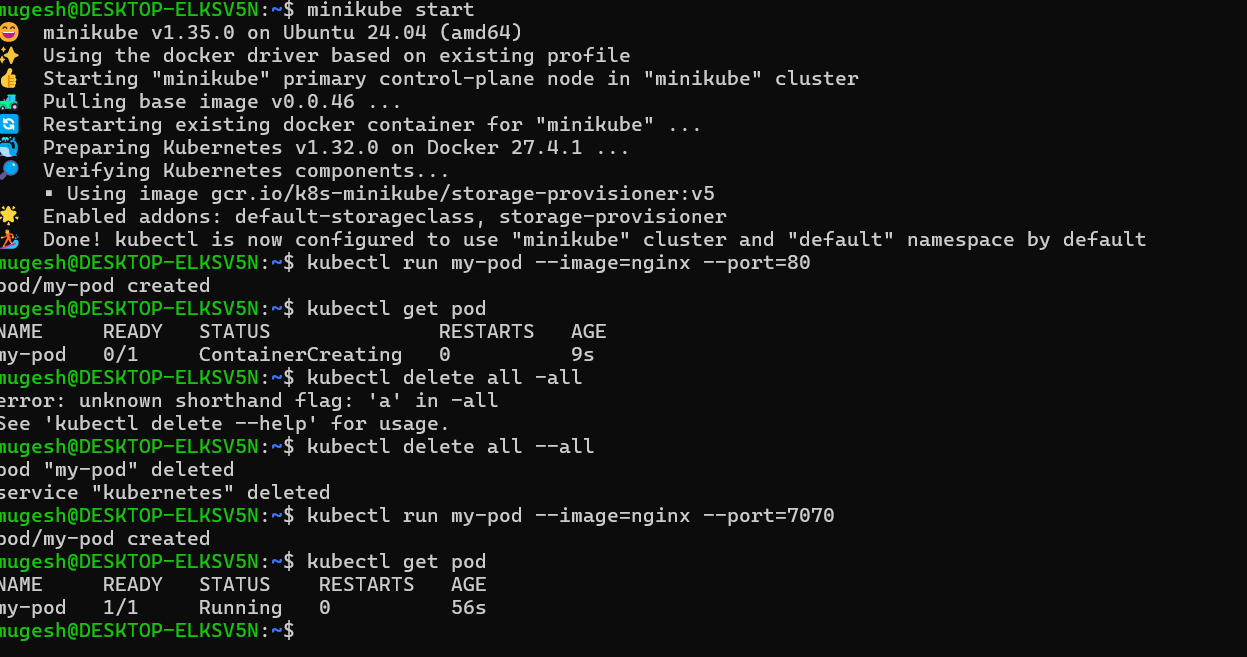 mugesh@DESKTOP-ELKSV5N:~$ minikube start
😄  minikube v1.35.0 on Ubuntu 24.04 (amd64)
✨  Using the docker driver based on existing profile
👍  Starting "minikube" primary control-plane node in "minikube" cluster
🚜  Pulling base image v0.0.46 ...
🔄  Restarting existing docker container for "minikube" ...
🐳  Preparing Kubernetes v1.32.0 on Docker 27.4.1 ...
🔎  Verifying Kubernetes components...
    ▪ Using image gcr.io/k8s-minikube/storage-provisioner:v5
🌟  Enabled addons: default-storageclass, storage-provisioner
🏄  Done! kubectl is now configured to use "minikube" cluster and "default" namespace by default
mugesh@DESKTOP-ELKSV5N:~$ kubectl run my-pod --image=nginx --port=80
pod/my-pod created
mugesh@DESKTOP-ELKSV5N:~$ kubectl get pod
NAME     READY   STATUS              RESTARTS   AGE
my-pod   0/1     ContainerCreating   0          9s
mugesh@DESKTOP-ELKSV5N:~$ kubectl delete all -all
error: unknown shorthand flag: 'a' in -all
See 'kubectl delete --help' for usage.
mugesh@DESKTOP-ELKSV5N:~$ kubectl delete all --all
pod "my-pod" deleted
service "kubernetes" deleted
mugesh@DESKTOP-ELKSV5N:~$ kubectl run my-pod --image=nginx --port=7070
pod/my-pod created
mugesh@DESKTOP-ELKSV5N:~$ kubectl get pod
NAME     READY   STATUS    RESTARTS   AGE
my-pod   1/1     Running   0          56s
mugesh@DESKTOP-ELKSV5N:~$